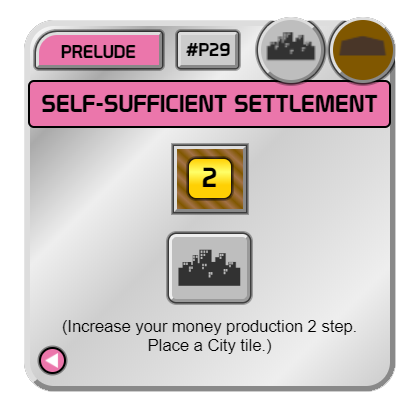 PRELUDE
#P29
SELF-SUFFICIENT SETTLEMENT
2
(Increase your money production 2 step.
Place a City tile.)